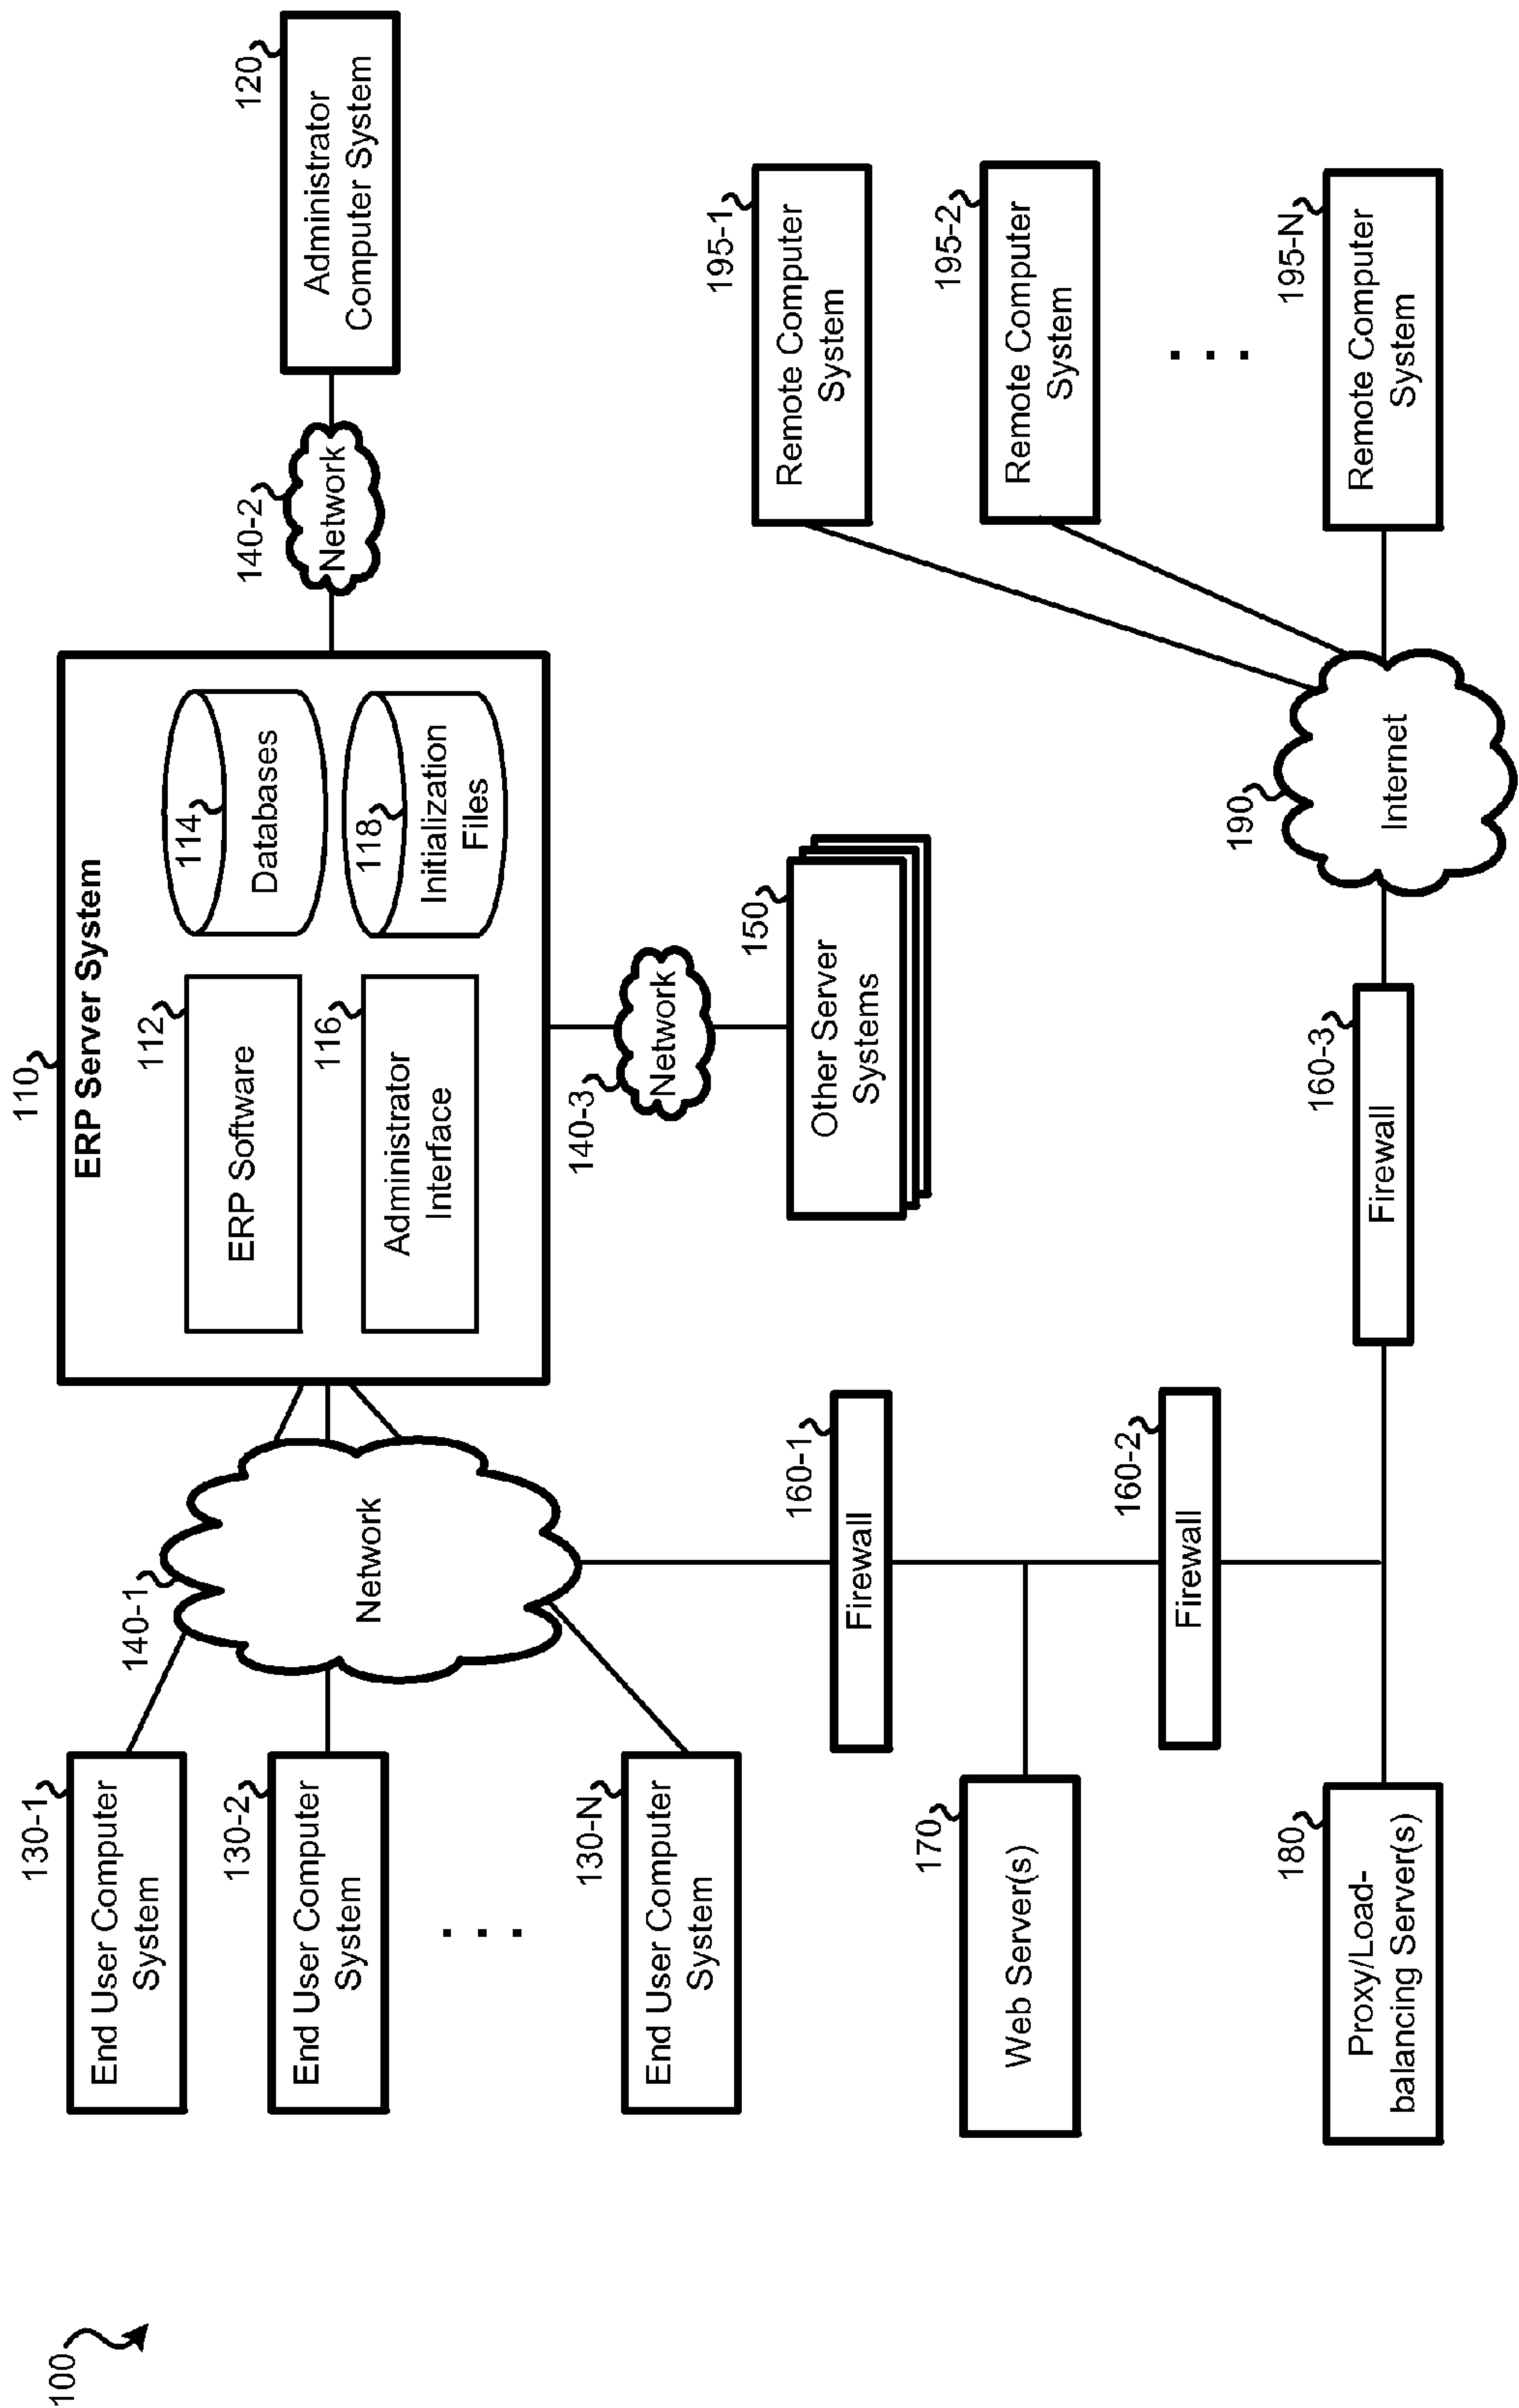 100
110
ERP Server System
112
ERP Software
114
Databases
116
Administrator
Interface
118
Initialization
Files
140-2
Network
120
Administrator
Computer System
130-1
End User Computer
System
130-2
End User Computer
System
. . .
130-N
End User Computer
System
140-1
Network
140-3
Network
150
Other Server
Systems
160-1
Firewall
170
Web Server(s)
160-2
Firewall
180
Proxy/Load-
balancing Server(s)
160-3
Firewall
190
Internet
195-1
Remote Computer
System
195-2
Remote Computer
System
. . .
195-N
Remote Computer
System